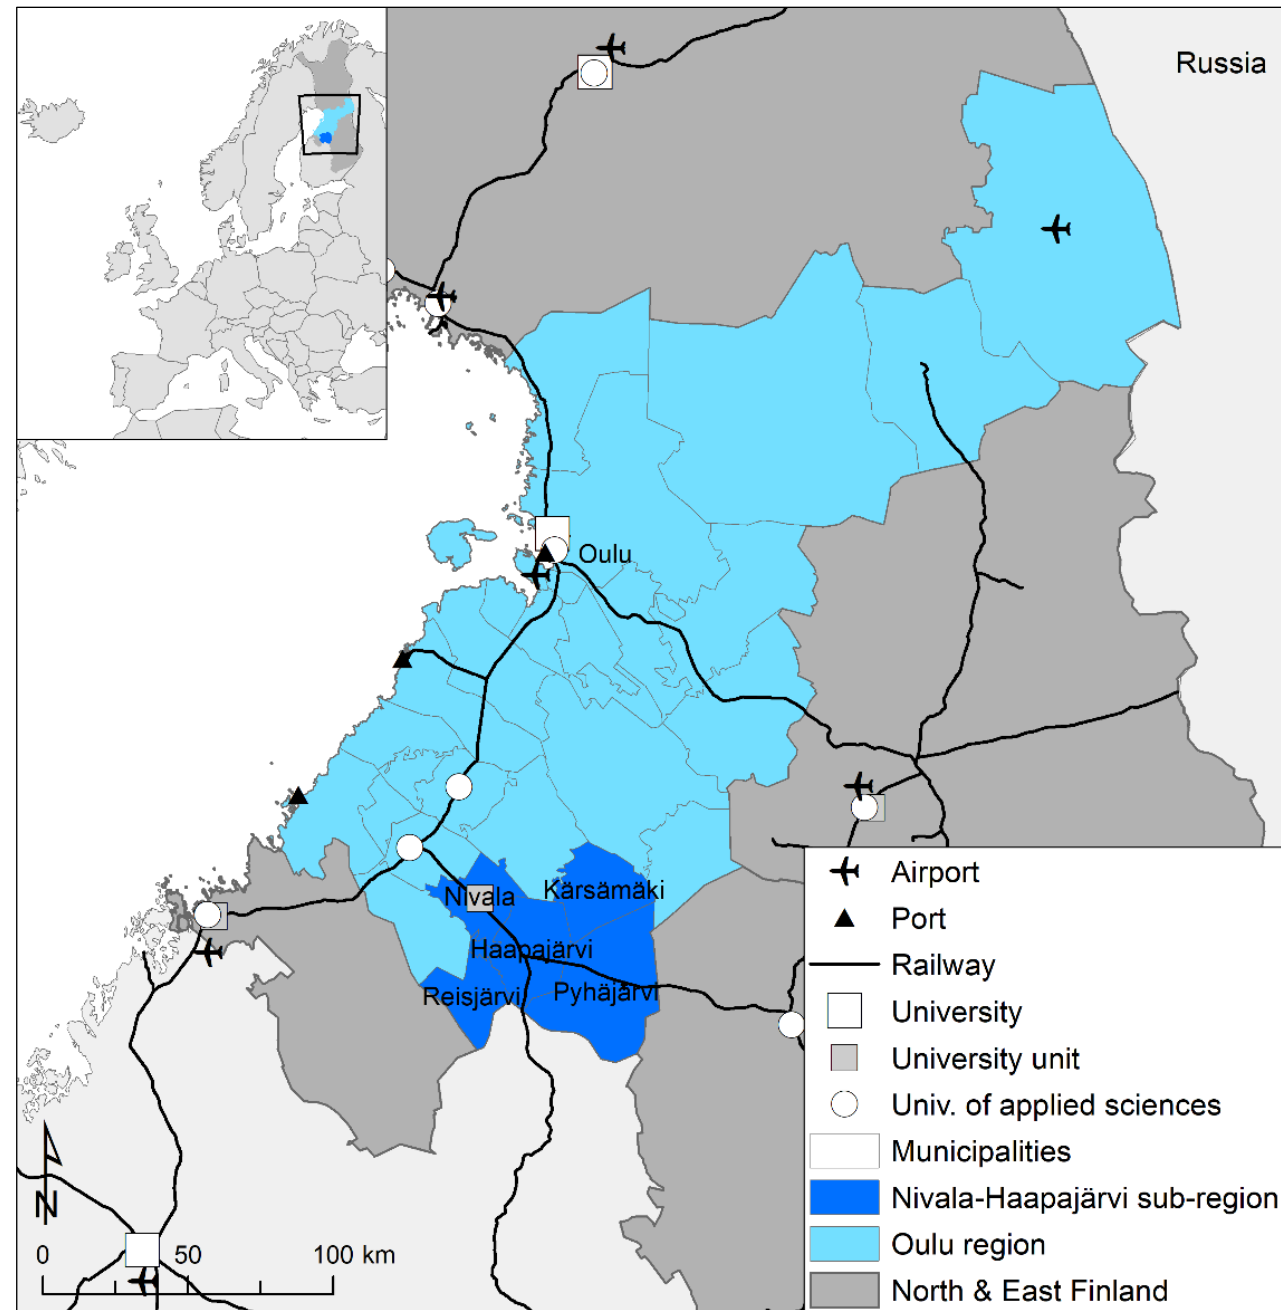 Russia
Oulu
Nivala
Kärsämäki
Haapajärvi
Reisjärvi
Pyhäjärvi
N
0 50 100 km
Airport
Port
Railway
University
University unit
Univ. of applied sciences
Municipalities
Nivala-Haapajärvi sub-region
Oulu region
North & East Finland